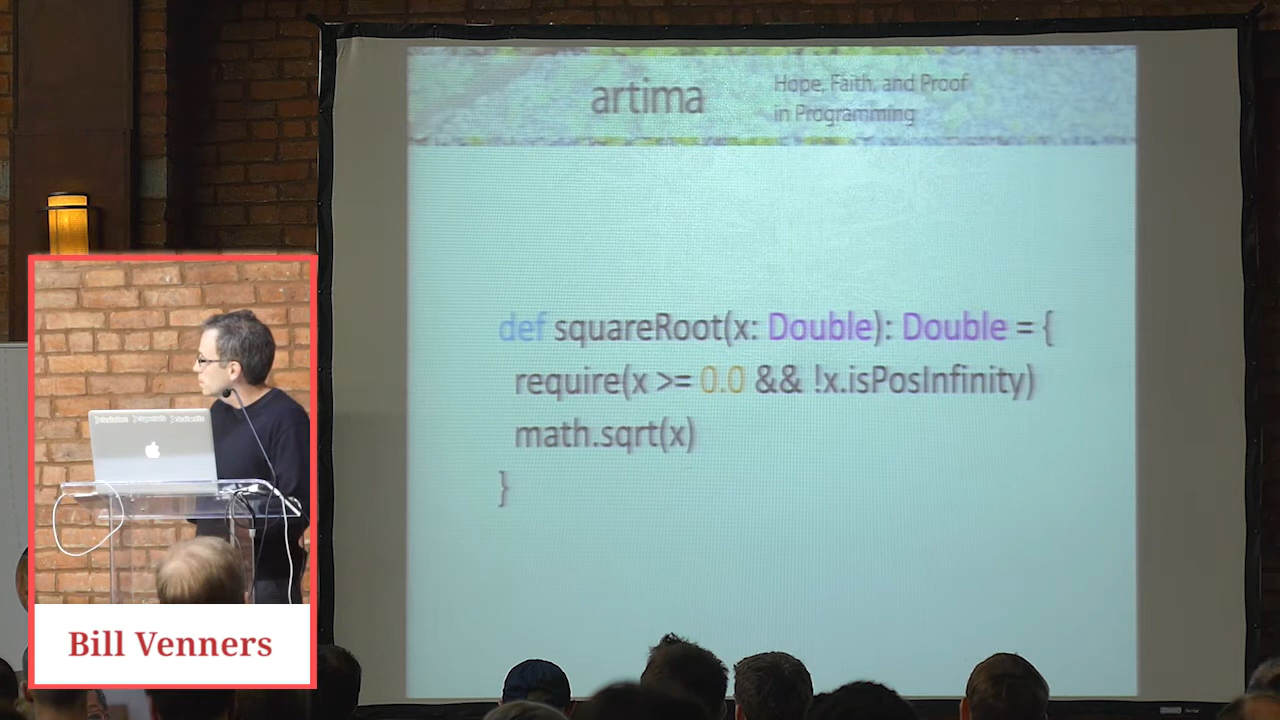 artima
Hope, Faith, and Proof
in Programming
def squareRoot(x: Double): Double = {
require(x >= 0.0 && !x.isPosInfinity)
math.sqrt(x)
}
Bill Venners